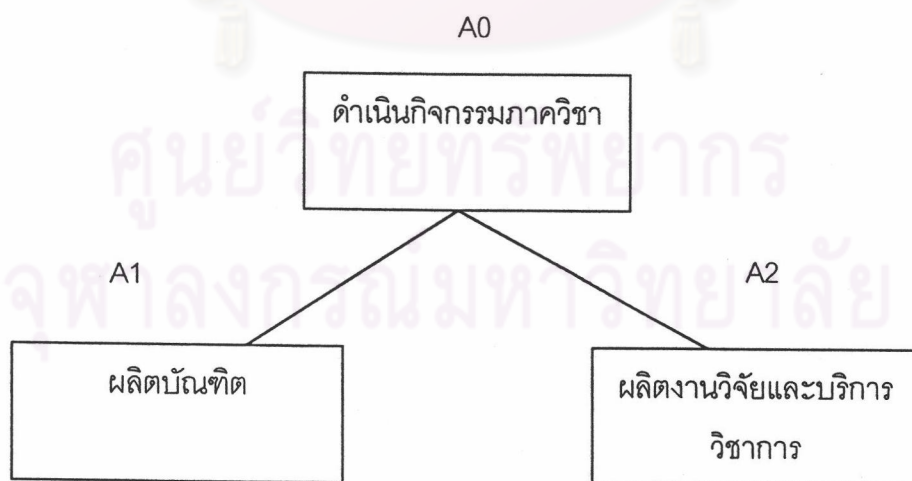 A0
ดำเนินกิจกรรมภาควิชา
ศูนย์วิทยทรัพยากร
A1
A2
จุฬาลงกรณ์มหาวิทยาลัย
ผลิตบัณฑิต
ผลิตงานวิจัยและบริการ
วิชาการ